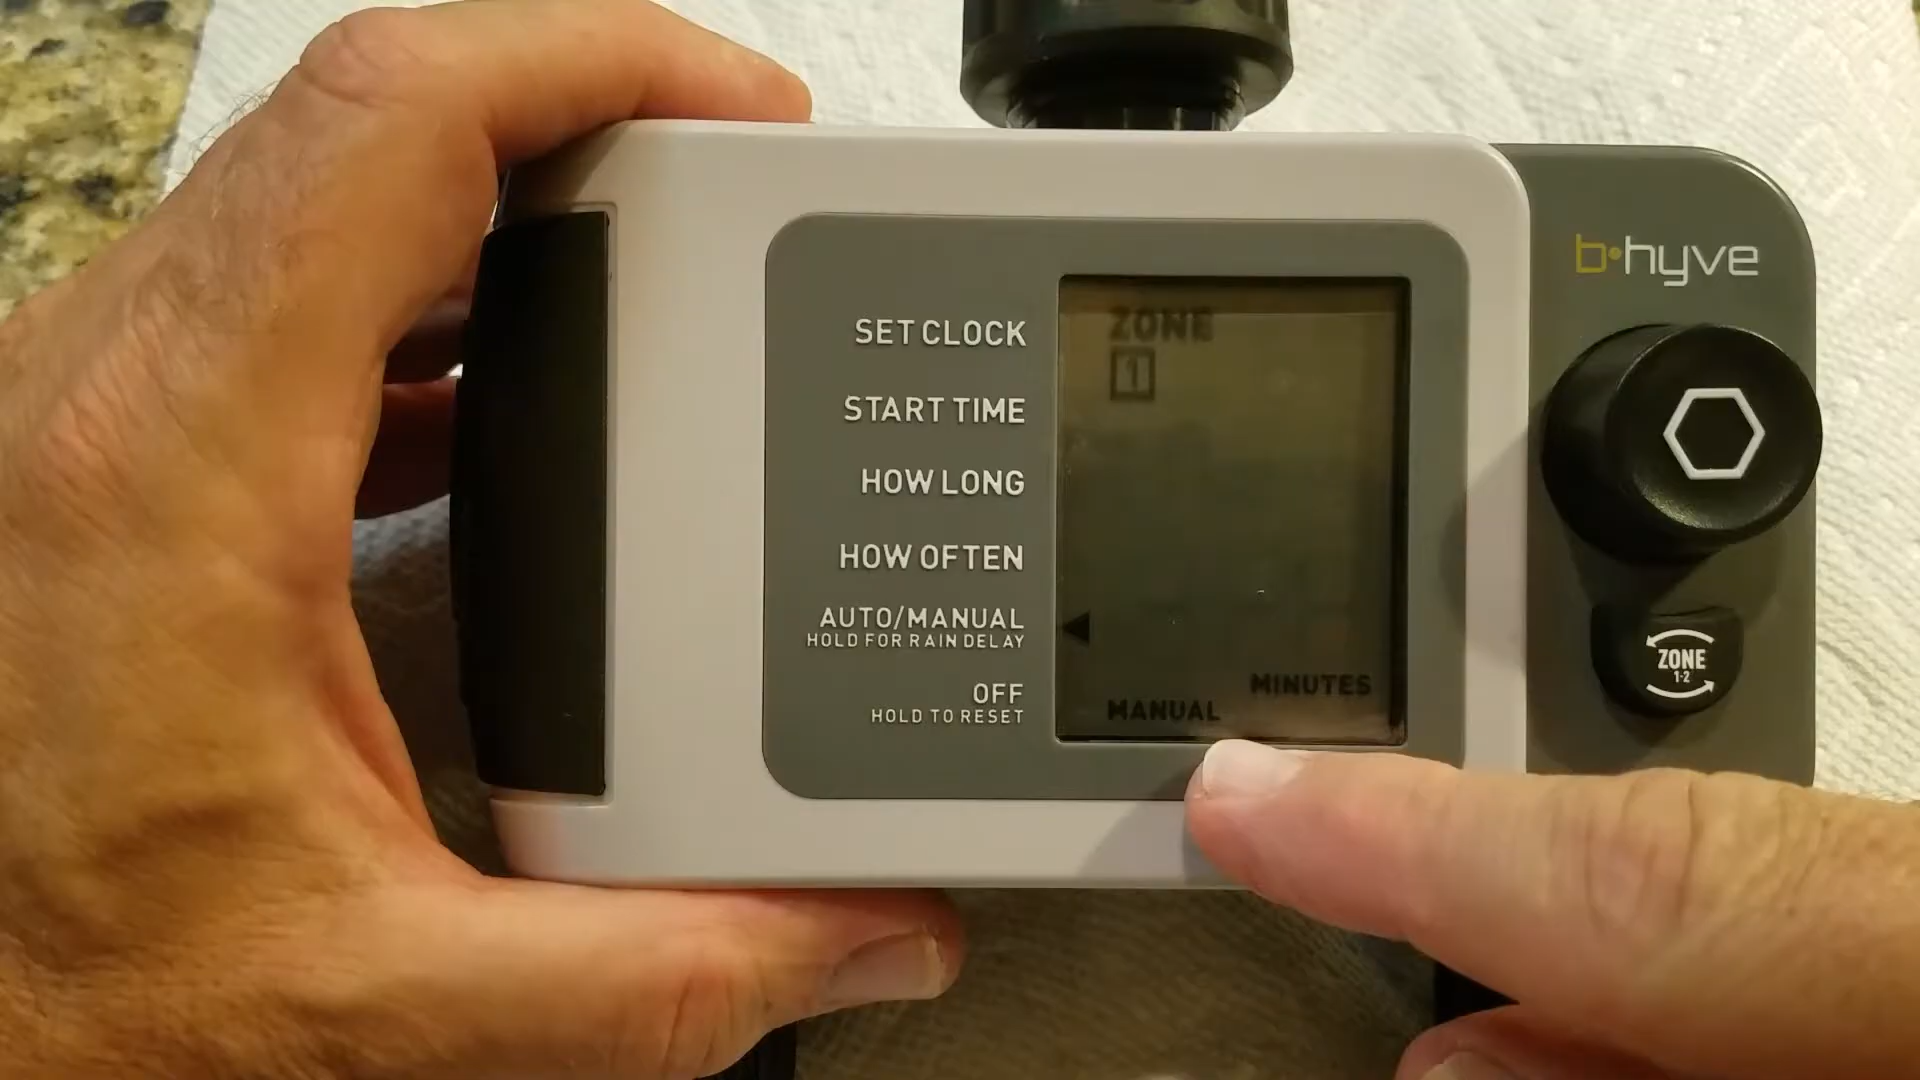 b•hyve
SET CLOCK
START TIME
HOW LONG
HOW OFTEN
AUTO/MANUAL
HOLD FOR RAIN DELAY
OFF
HOLD TO RESET
ZONE
1
MINUTES
MANUAL
ZONE
1-2